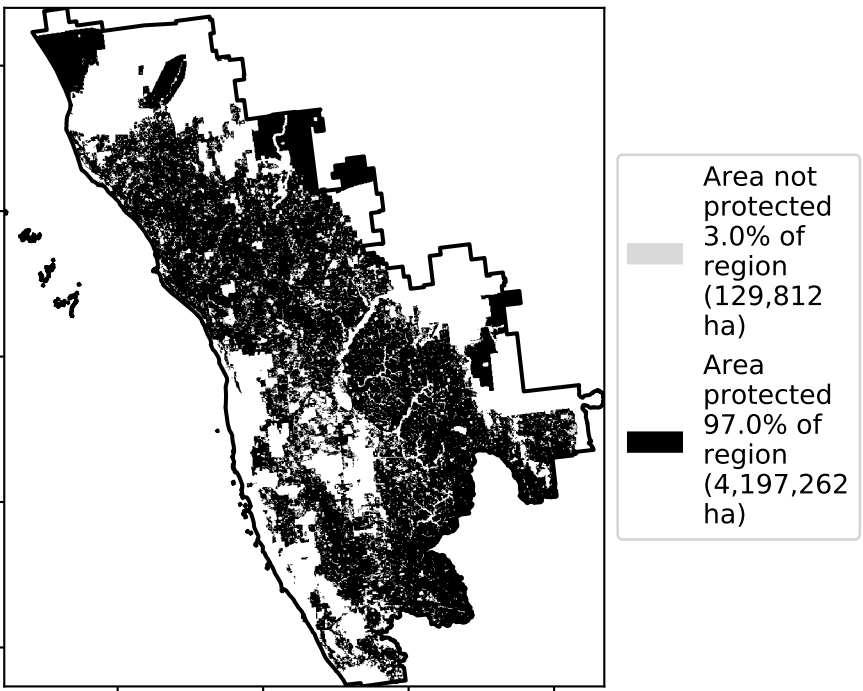 Area not
protected
3.0% of
region
(129,812
ha)
Area
protected
97.0% of
region
(4,197,262
ha)